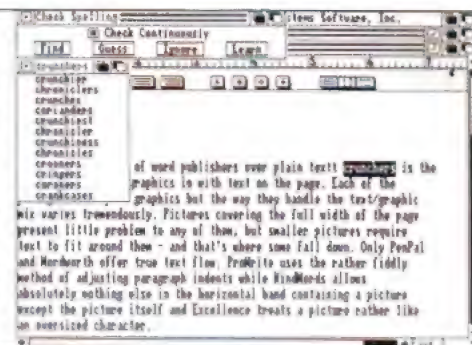 Check Spelling
stems Software, Inc.
Check Continuously
Find Guess Ignore Learn
crunchier
chroniclers
crunches
corianders
crunchiest
chronicler
crunchiness
chronicles
crooners
cringers
coroners
crankcases
of word publishers over plain textt is the
graphics in with text on the page. Each of the
graphics but the way they handle the text/graphic
mix varies tremendously. Pictures covering the full width of the page
present little problem to any of them, but smaller pictures require
text to fit around them - and that's where some fall down. Only PenPal
and Wordworth offer true text flow. ProWrite uses the rather fiddly
method of adjusting paragraph indents while KindWords allows
absolutely nothing else in the horizontal band containing a picture
except the picture itself and Excellence treats a picture rather like
an oversized character.